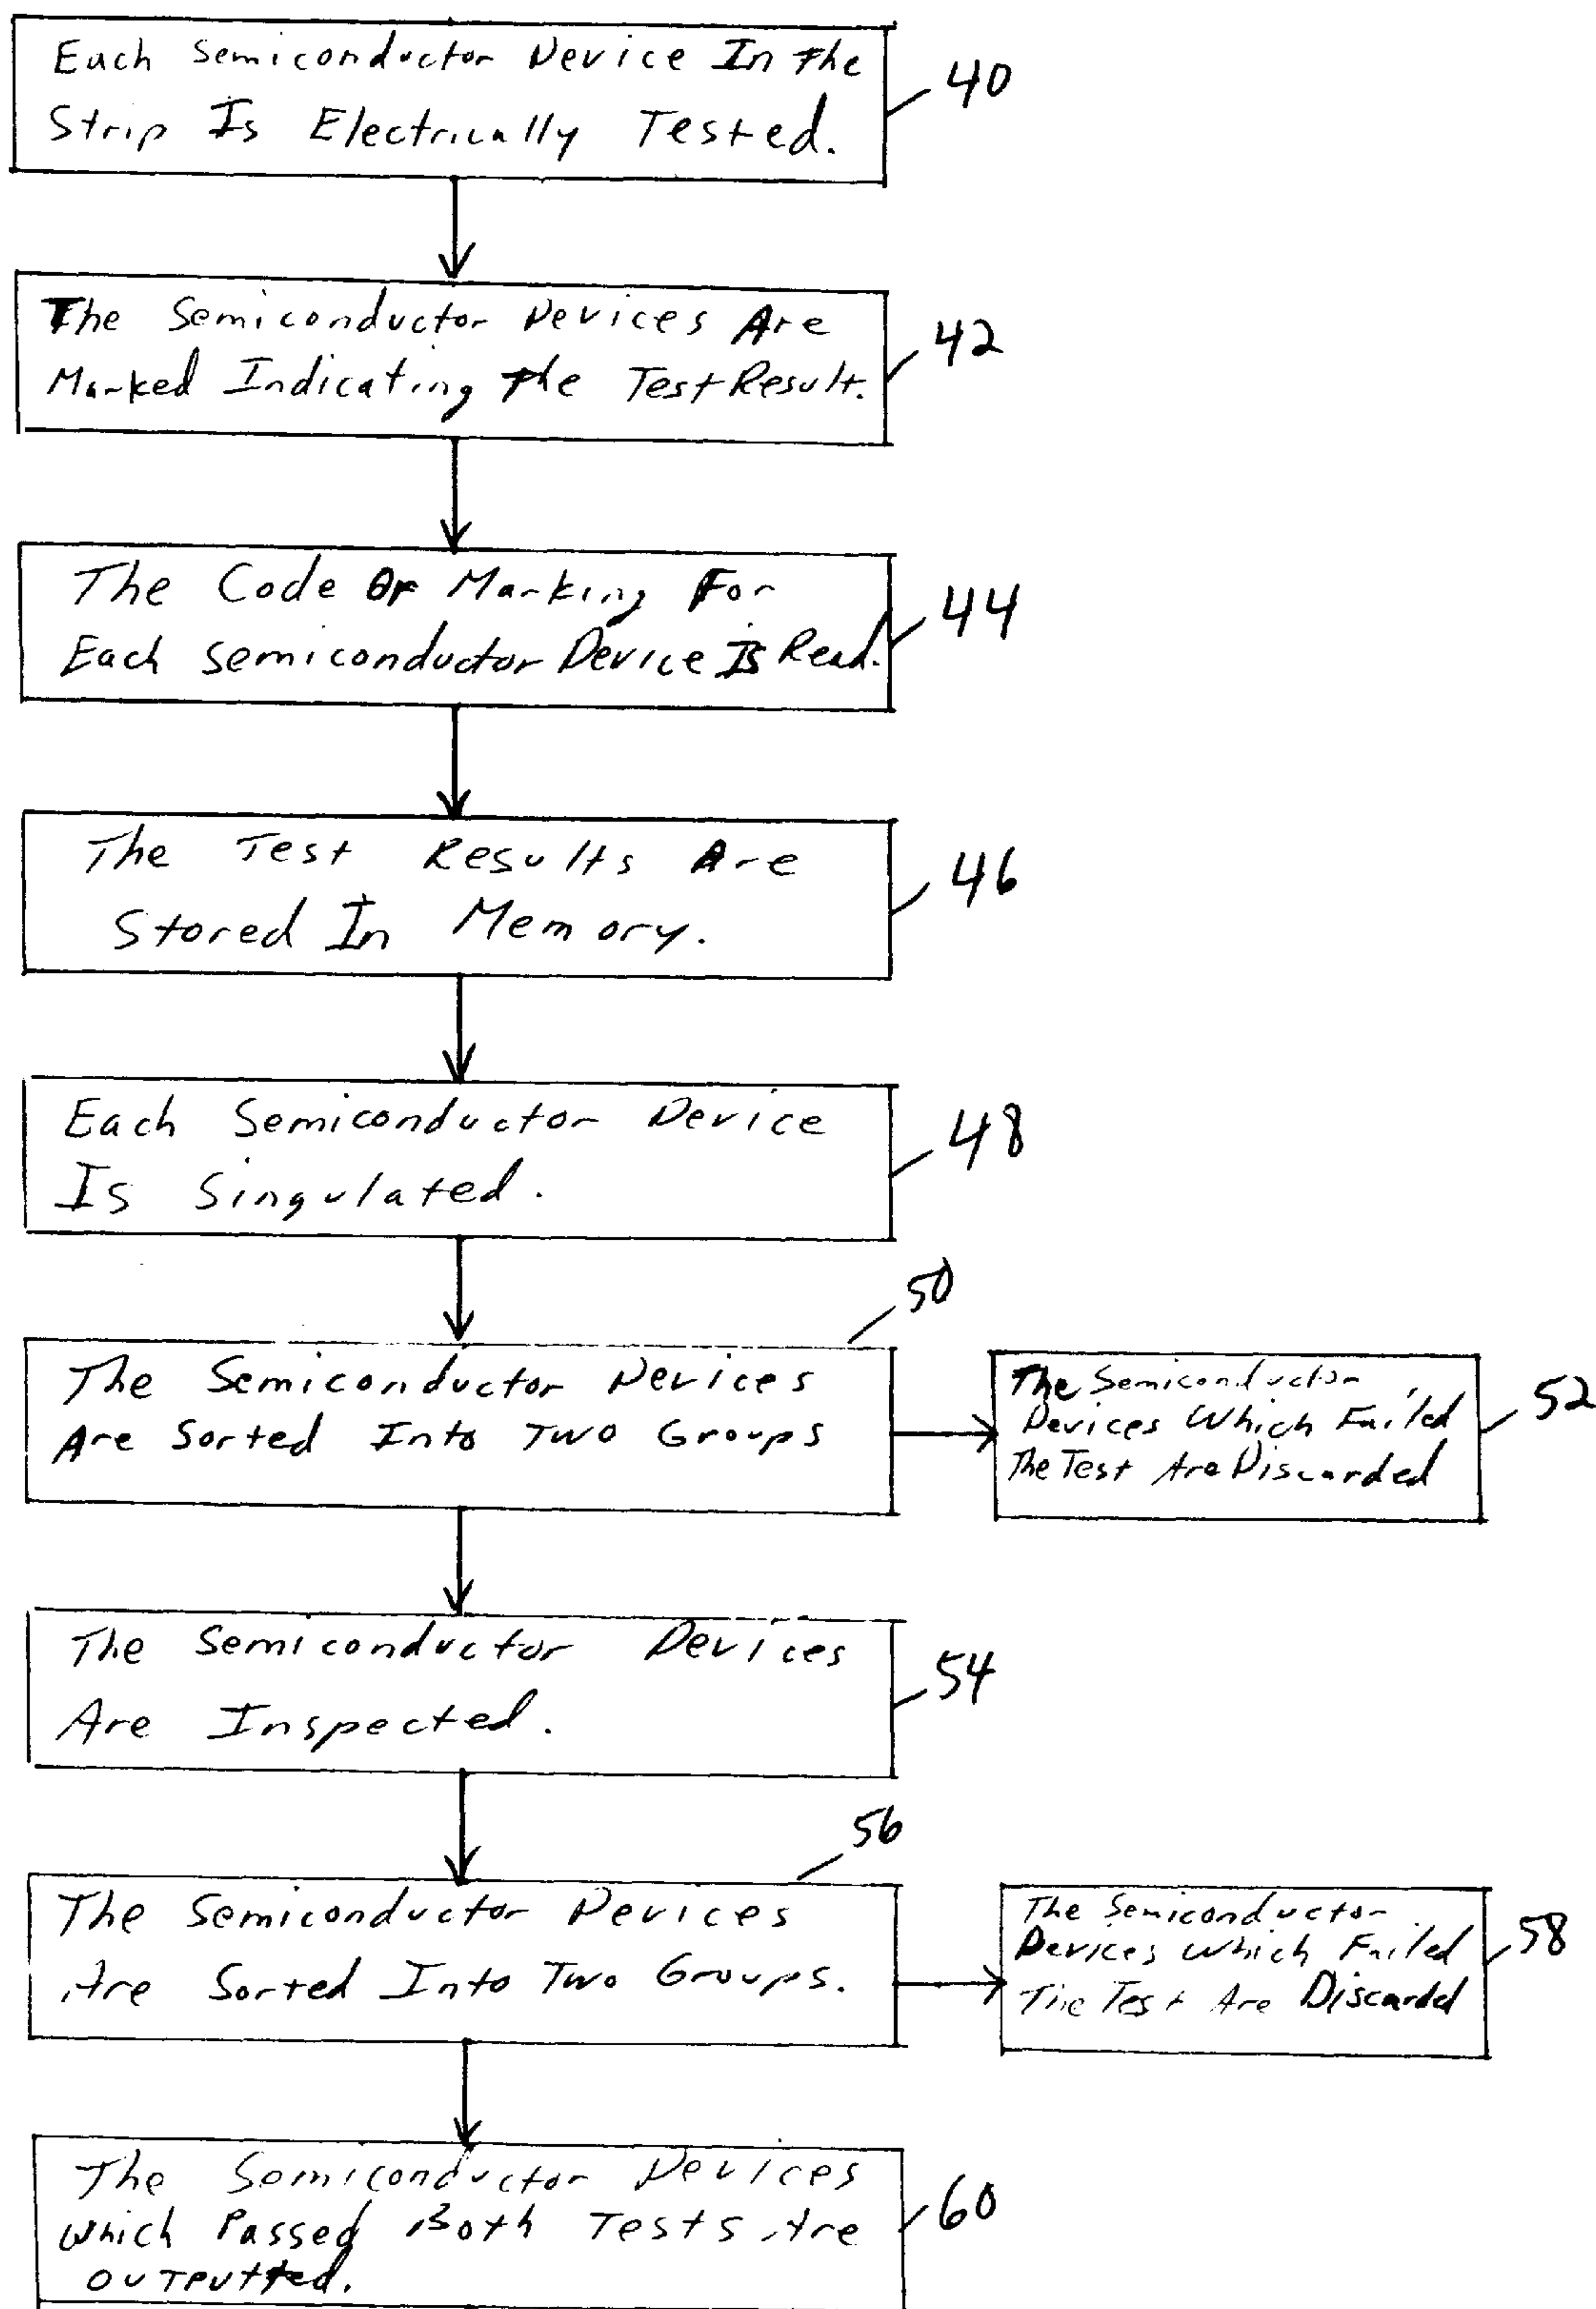 Each Semiconductor Device In The
Strip Is Electrically Tested.
40
The Semiconductor Devices Are
Marked Indicating The Test Result.
42
The Code Or Marking For
Each Semiconductor Device Is Read.
44
The Test Results Are
Stored In Memory.
46
Each Semiconductor Device
Is Singulated.
48
50
The Semiconductor Devices
Are Sorted Into Two Groups
The Semiconductor
Devices Which Failed
The Test Are Discarded
52
The Semiconductor Devices
Are Inspected.
54
56
The Semiconductor Devices
Are Sorted Into Two Groups.
The Semiconductor
Devices Which Failed
The Test Are Discarded
58
The Semiconductor Devices
Which Passed Both Tests Are
Outputted.
60